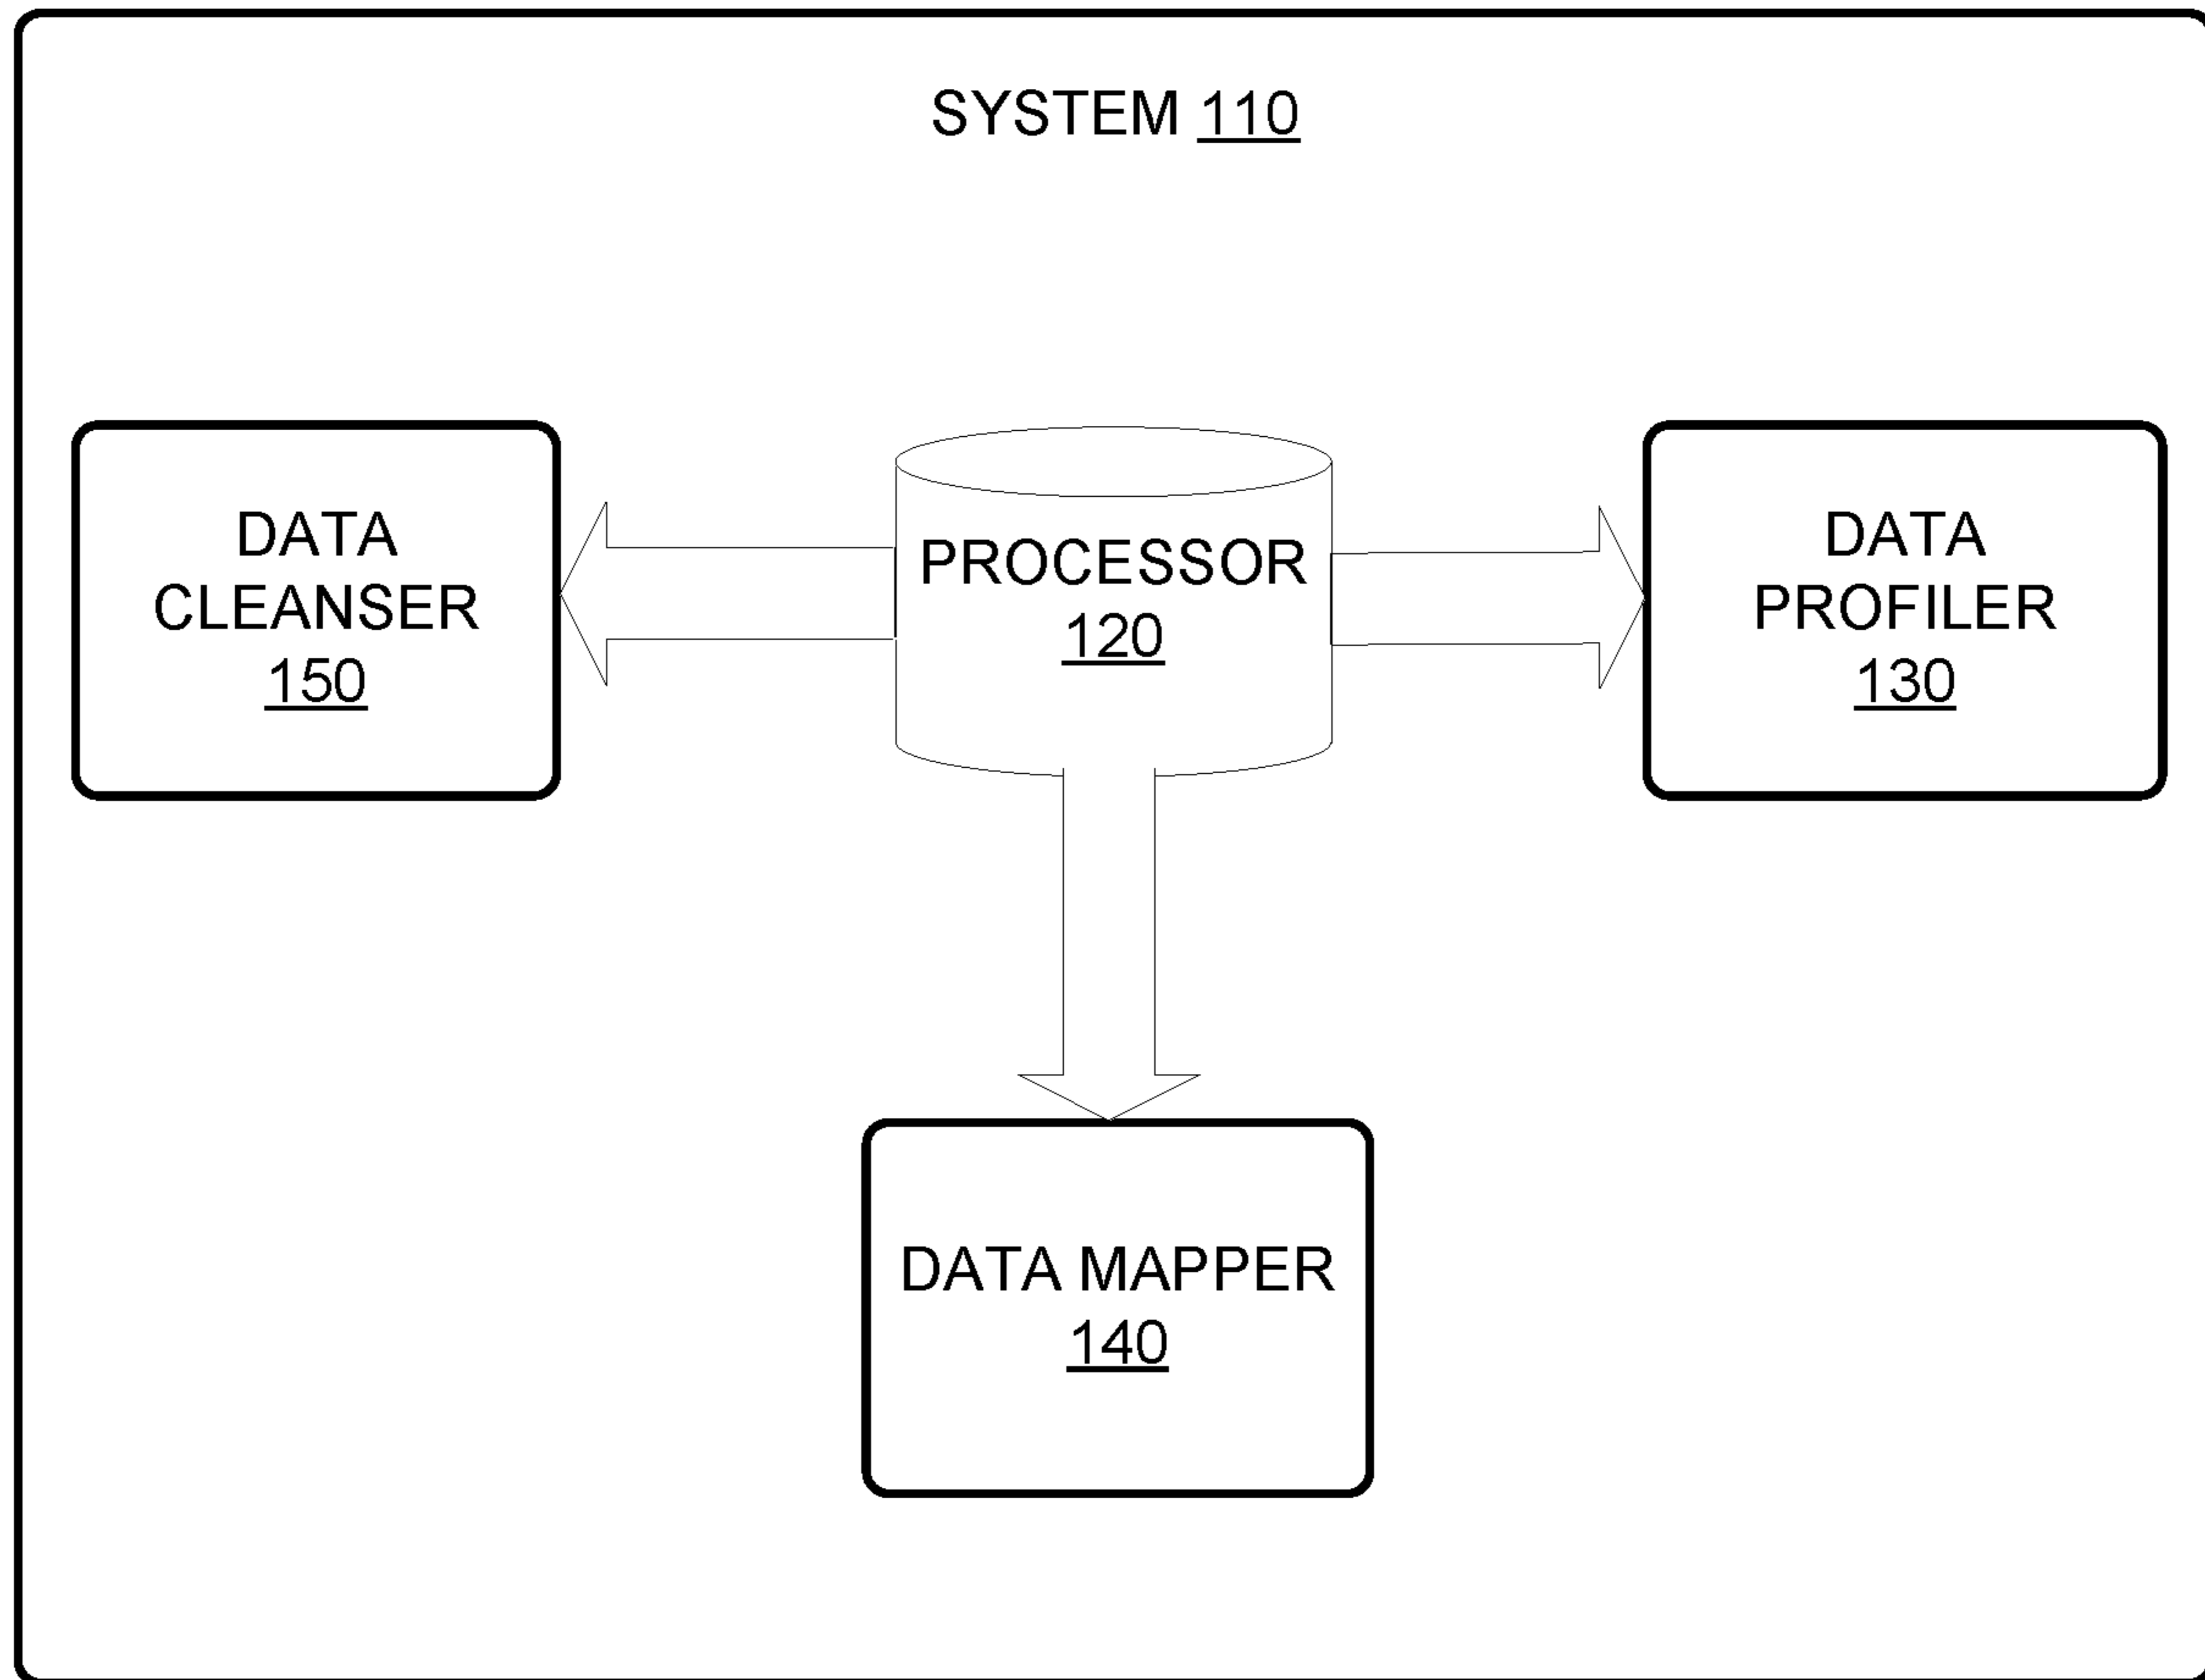 SYSTEM 110
DATA
CLEANSER
150
PROCESSOR
120
DATA
PROFILER
130
DATA MAPPER
140